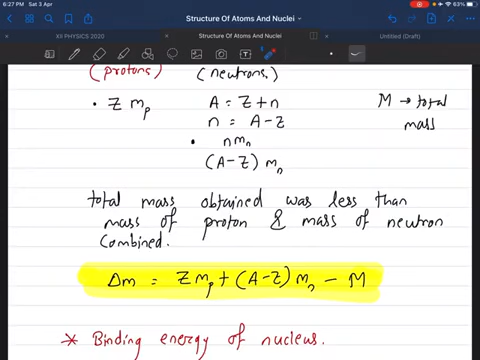 6:27 PM Sat 3 Apr
63%
Structure Of Atoms And Nuclei
XII PHYSICS 2020
Structure Of Atoms And Nuclei
Untitled (Draft)
(protons) (neutrons)
• Z mp A = Z + n M → total
n = A - Z mass
• n mn
(A-Z) mn
total mass obtained was less than
mass of proton & mass of neutron
combined.
Δm = Z mp + (A-Z) mn - M
* Binding energy of nucleus.